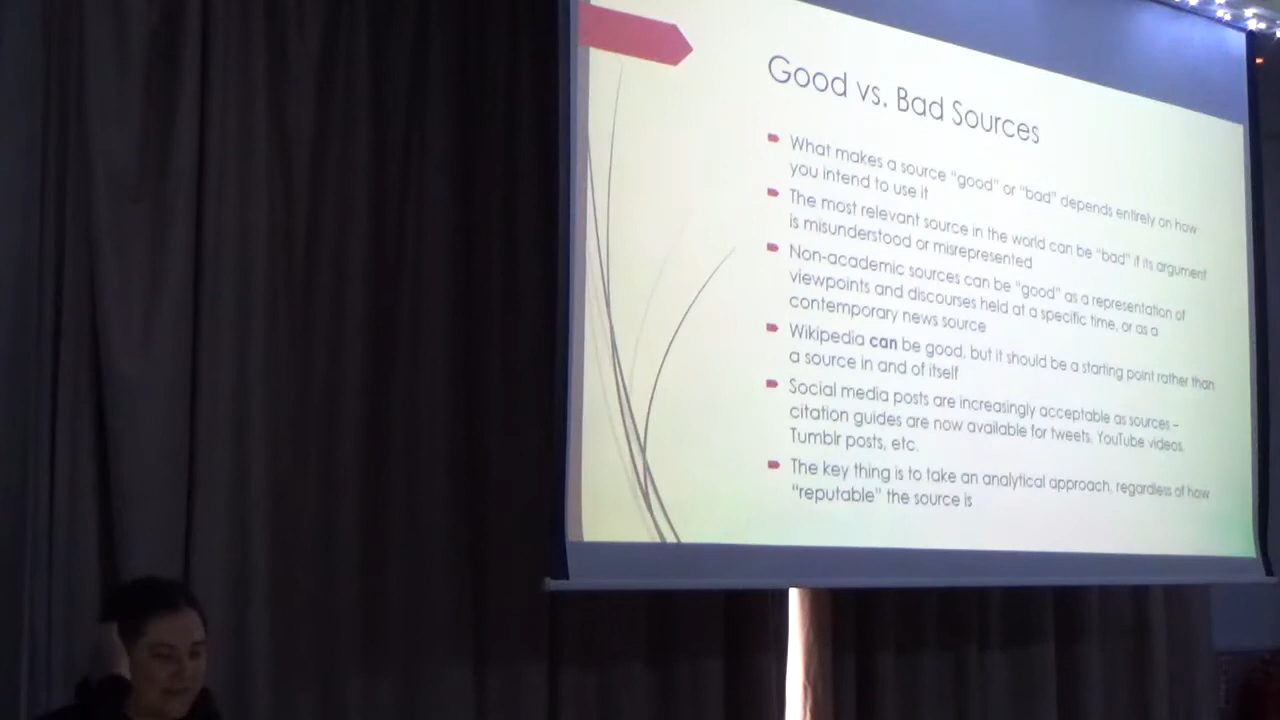 Good vs. Bad Sources
What makes a source "good" or "bad" depends entirely on how
you intend to use it
The most relevant source in the world can be "bad" if its argument
is misunderstood or misrepresented
Non-academic sources can be "good" as a representation of
viewpoints and discourses held at a specific time, or as a
contemporary news source
Wikipedia can be good, but it should be a starting point rather than
a source in and of itself
Social media posts are increasingly acceptable as sources –
citation guides are now available for tweets, YouTube videos,
Tumblr posts, etc.
The key thing is to take an analytical approach, regardless of how
"reputable" the source is